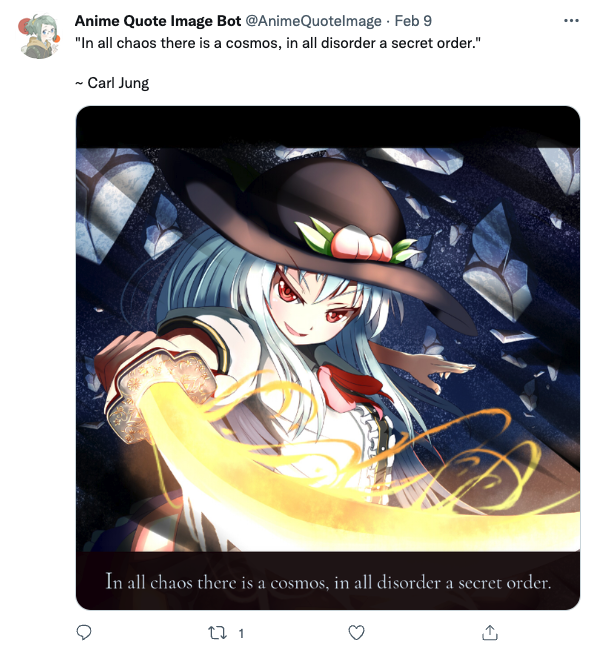 Anime Quote Image Bot @AnimeQuoteImage · Feb 9
"In all chaos there is a cosmos, in all disorder a secret order."
~ Carl Jung
In all chaos there is a cosmos, in all disorder a secret order.
1